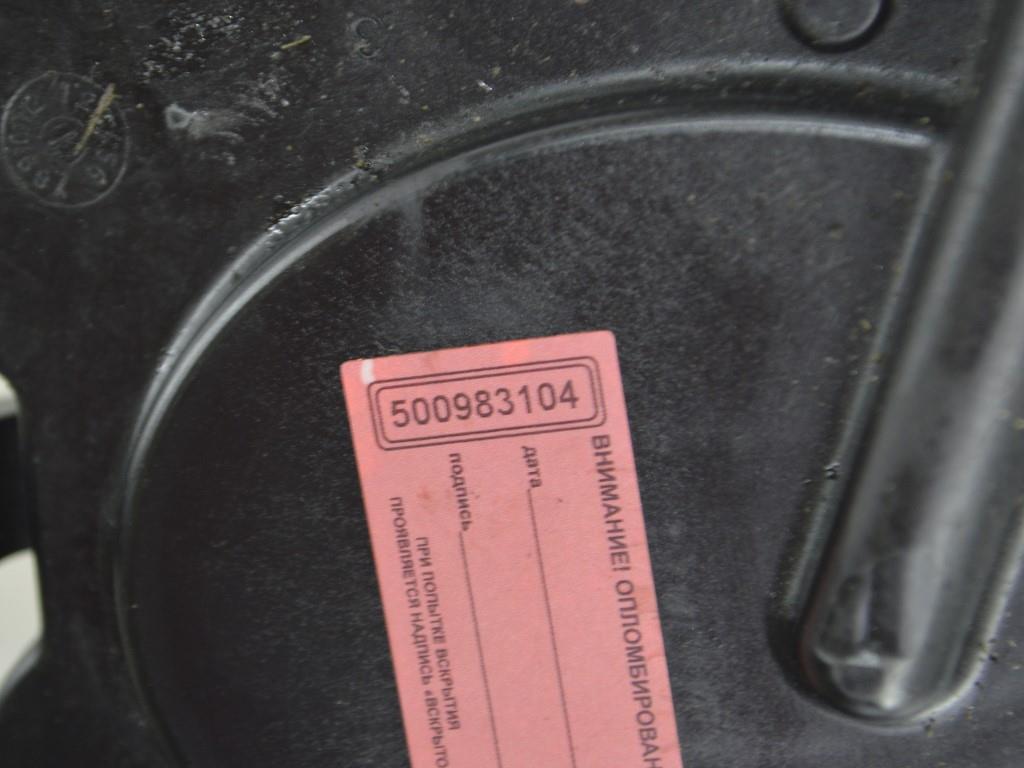 500983104
ВНИМАНИЕ! ОПЛОМБИРОВАН
дата
подпись
ПРИ ПОПЫТКЕ ВСКРЫТИЯ
ПРОЯВЛЯЕТСЯ НАДПИСЬ «ВСКРЫТО